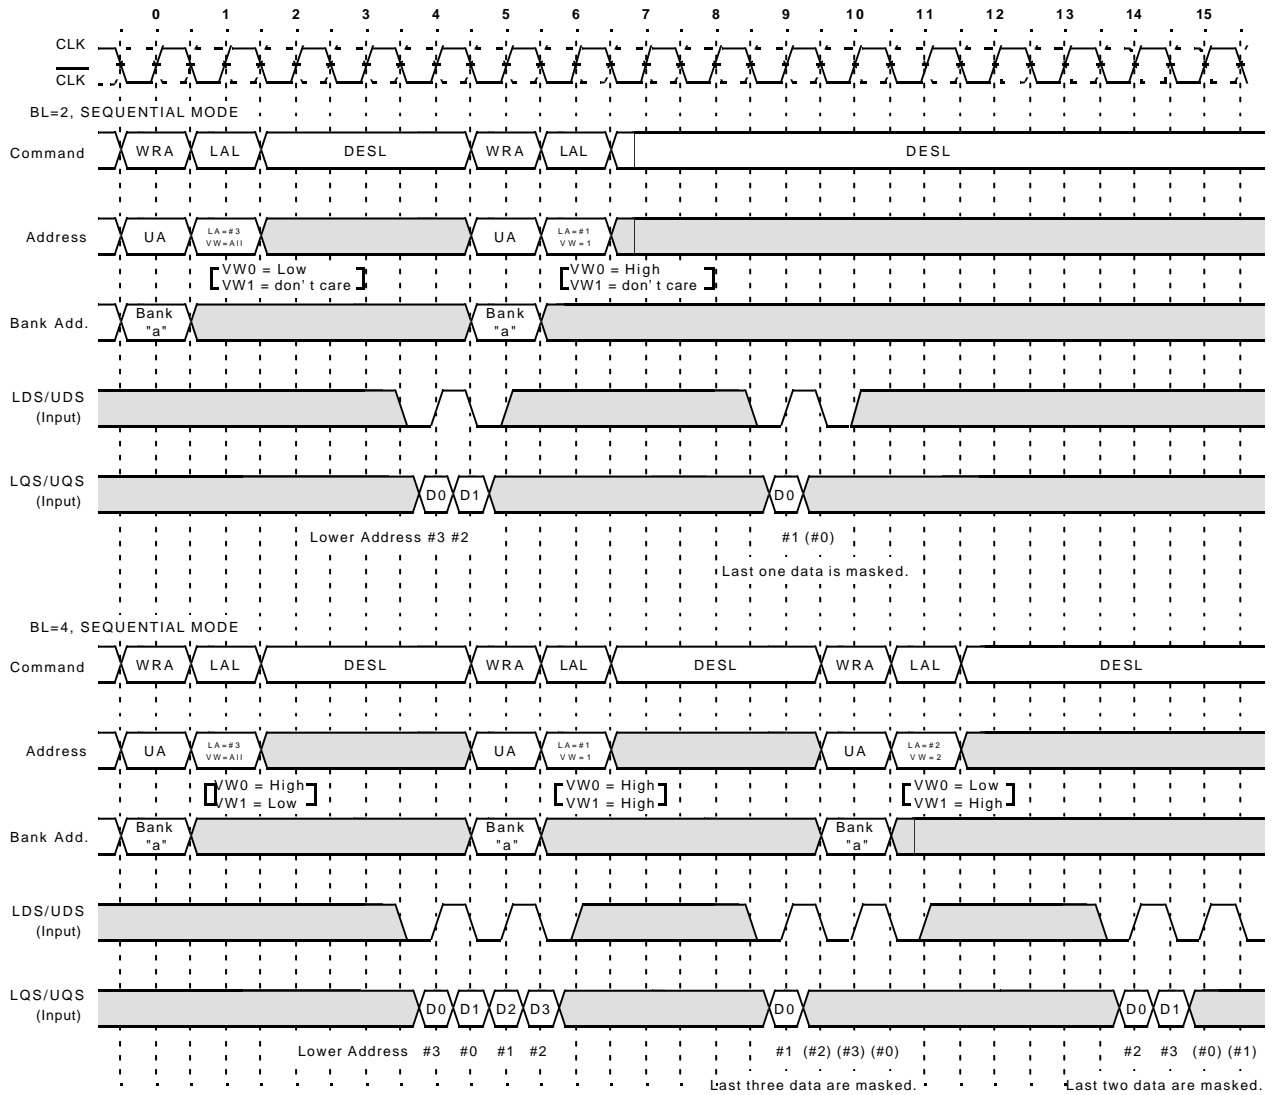 0 1 2 3 4 5 6 7 8 9 10 11 12 13 14 15
CLK
CLK
BL=2, SEQUENTIAL MODE
Command WRA LAL DESL WRA LAL DESL
Address UA LA=#3 VW=All UA LA=#1 VW=1
VW0 = Low VW0 = High
VW1 = don't care VW1 = don't care
Bank Add. Bank "a" Bank "a"
LDS/UDS
(Input)
LQS/UQS
(Input) D0 D1 D0
Lower Address #3 #2 #1 (#0)
Last one data is masked.
BL=4, SEQUENTIAL MODE
Command WRA LAL DESL WRA LAL DESL WRA LAL DESL
Address UA LA=#3 VW=All UA LA=#1 VW=1 UA LA=#2 VW=2
VW0 = High VW0 = High VW0 = Low
VW1 = Low VW1 = High VW1 = High
Bank Add. Bank "a" Bank "a" Bank "a"
LDS/UDS
(Input)
LQS/UQS
(Input) D0 D1 D2 D3 D0 D0 D1
Lower Address #3 #0 #1 #2 #1 (#2) (#3) (#0) #2 #3 (#0) (#1)
Last three data are masked. Last two data are masked.